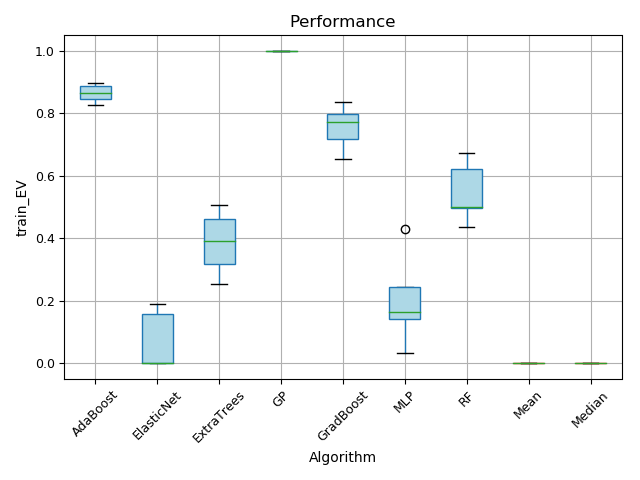 Performance
train_EV
1.0
0.8
0.6
0.4
0.2
0.0
AdaBoost
ElasticNet
ExtraTrees
GP
GradBoost
MLP
RF
Mean
Median
Algorithm